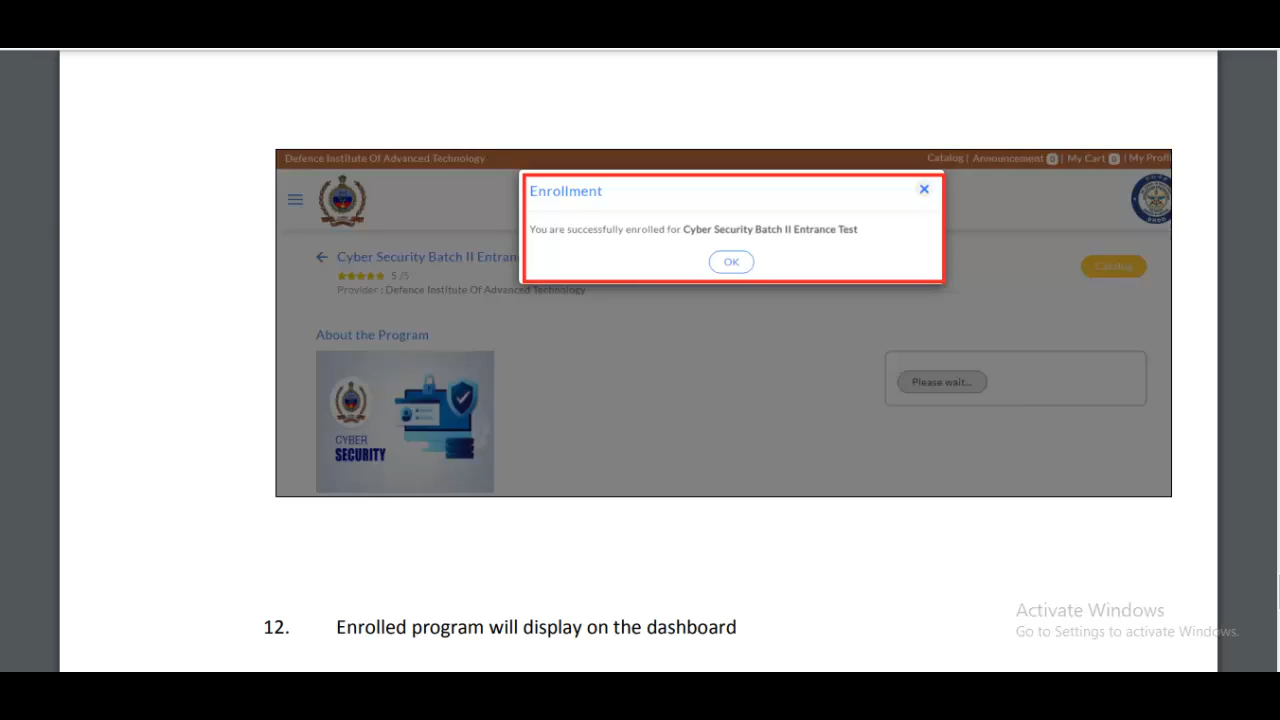 Defence Institute Of Advanced Technology
Catalog | Announcement 0 | My Cart 0 | My Profil
Enrollment
You are successfully enrolled for Cyber Security Batch II Entrance Test
OK
Cyber Security Batch II Entran
5 /5
Provider : Defence Institute Of Advanced Technology
Catalog
About the Program
Please wait...
CYBER
SECURITY
12. Enrolled program will display on the dashboard
Activate Windows
Go to Settings to activate Windows.